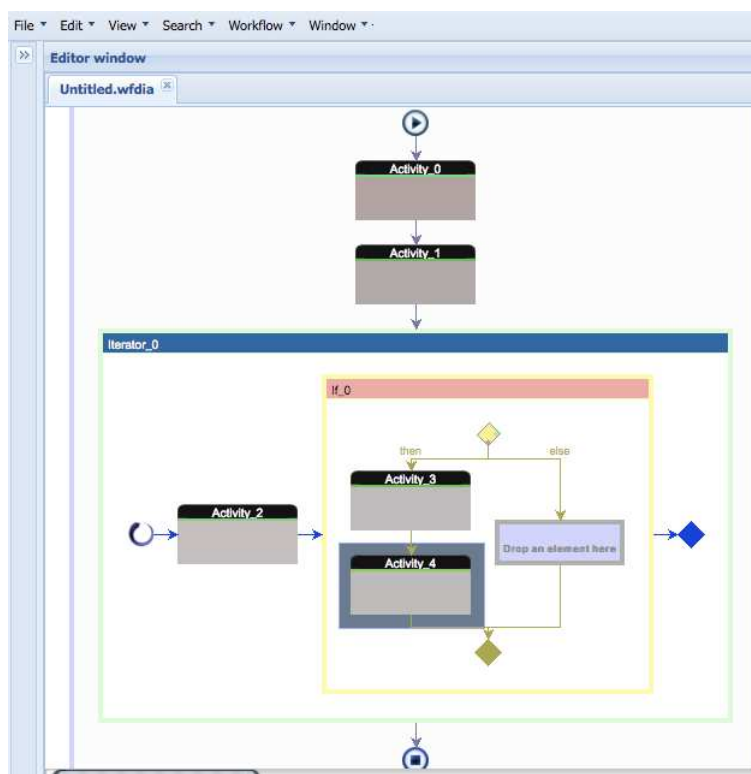 File Edit View Search Workflow Window
Editor window
Untitled.wfdia
Activity_0
Activity_1
Iterator_0
If_0
then else
Activity_3
Activity_2
Drop an element here
Activity_4